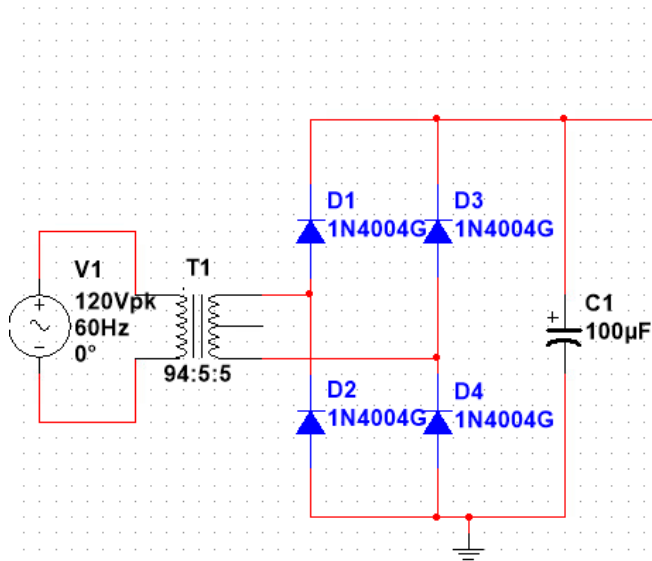 D1
1N4004G
D3
1N4004G
V1
120Vpk
60Hz
0°
T1
94:5:5
+
~
−
C1
+
100µF
D2
1N4004G
D4
1N4004G